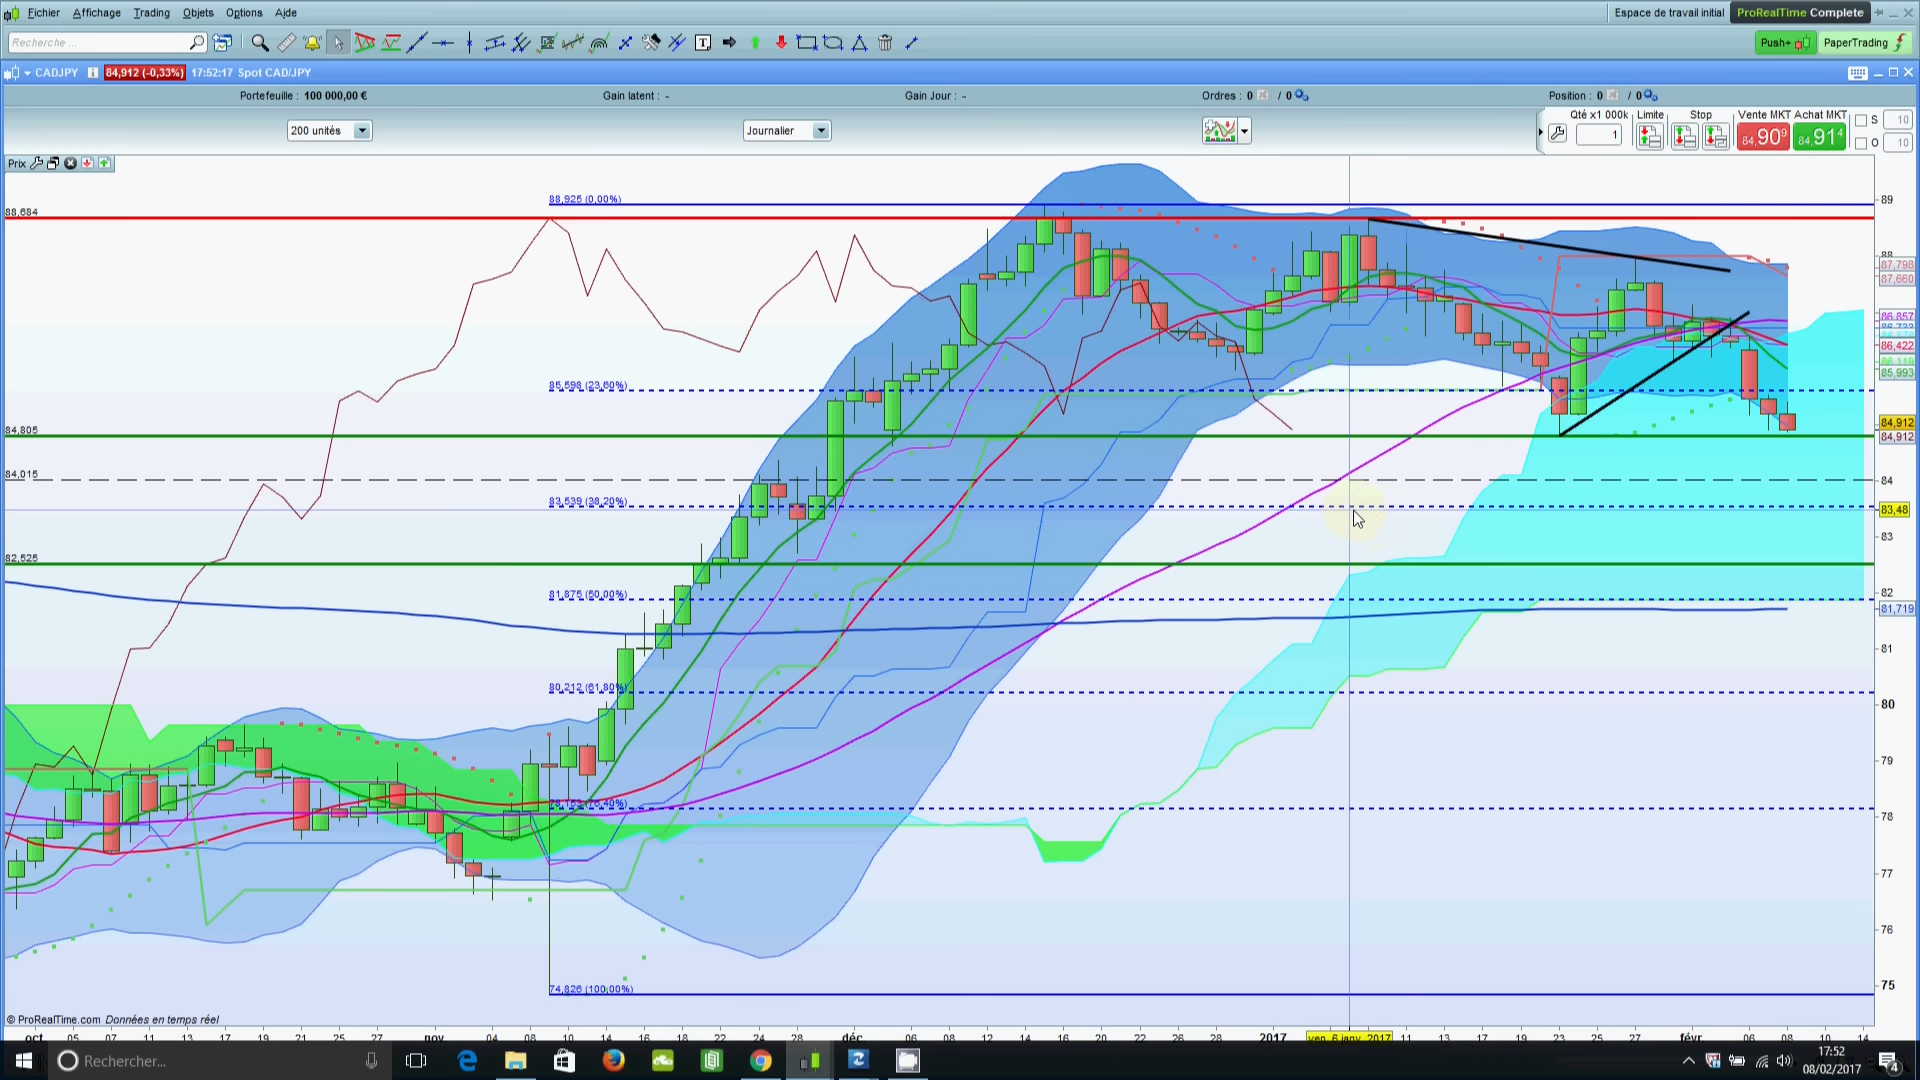 Fichier Affichage Trading Objets Options Ajde
Espace de travail initial ProRealTime Complete
Recherche ...
Push+ PaperTrading
CADJPY 84,912 (-0,33%) 17:52:17 Spot CAD/JPY
Portefeuille : 100 000,00 € Gain latent : - Gain Jour : - Ordres : 0 / 0 Position : 0 / 0
200 unités Journalier
Qté x1 000k Limite Stop Vente MKT Achat MKT
1 84,90⁹ 84,91⁴
S 10
O 10
Prix
88,925 (0,00%)
88,684
85,598 (23,60%)
84,805
84,015
83,539 (38,20%)
82,525
81,875 (50,00%)
80,212 (61,80%)
74,826 (100,00%)
89
88
87,798
87,660
86,857
86,422
85,993
84,912
84,912
84
83,48
83
82
81,719
81
80
79
78
77
76
75
© ProRealTime.com Données en temps réel
oct 05 07 11 13 17 19 21 25 27 nov 04 08 10 14 16 18 22 24 28 déc 06 08 12 14 16 20 22 26 28 2017 ven. 6 janv. 2017 11 13 17 19 23 25 27 févr. 06 08 10 14
Rechercher...
17:52
08/02/2017
4